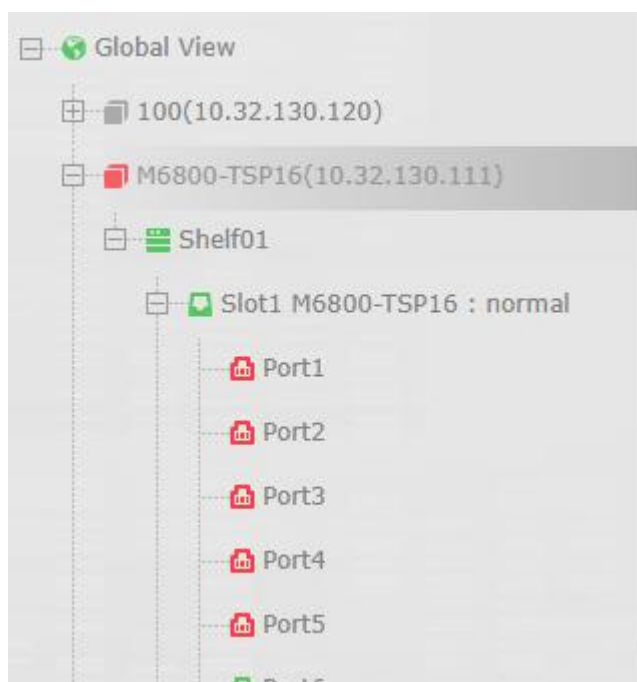 Global View
100(10.32.130.120)
M6800-TSP16(10.32.130.111)
Shelf01
Slot1 M6800-TSP16 : normal
Port1
Port2
Port3
Port4
Port5